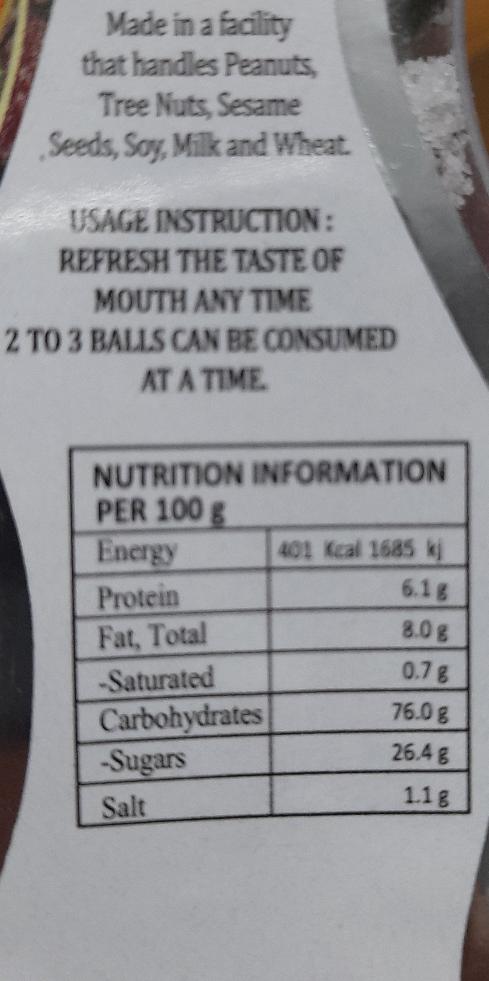 Made in a facility
that handles Peanuts,
Tree Nuts, Sesame
Seeds, Soy, Milk and Wheat.
USAGE INSTRUCTION :
REFRESH THE TASTE OF
MOUTH ANY TIME
2 TO 3 BALLS CAN BE CONSUMED
AT A TIME.
NUTRITION INFORMATION
PER 100 g
Energy 401 Kcal 1685 kj
Protein 6.1 g
Fat, Total 8.0 g
-Saturated 0.7 g
Carbohydrates 76.0 g
-Sugars 26.4 g
Salt 1.1 g